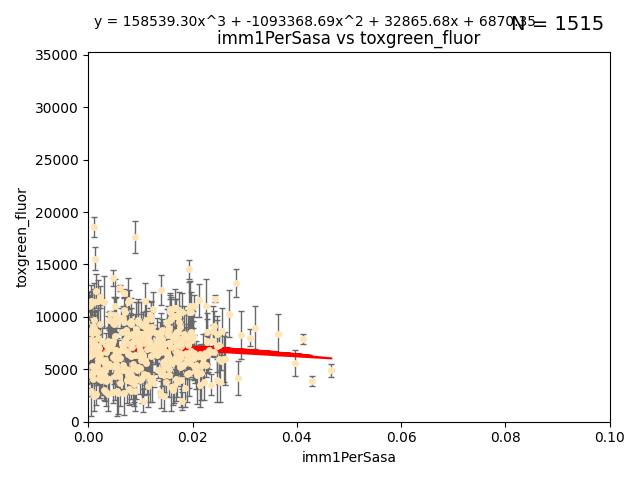 y = 158539.30x^3 + -1093368.69x^2 + 32865.68x + 6870.35
N = 1515
imm1PerSasa vs toxgreen_fluor
35000
30000
25000
20000
15000
10000
5000
0
toxgreen_fluor
0.00 0.02 0.04 0.06 0.08 0.10
imm1PerSasa